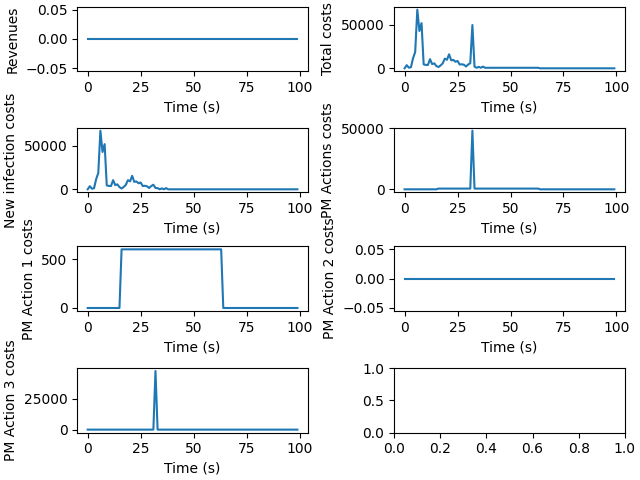 Revenues
0.05
0.00
−0.05
0 25 50 75 100
Time (s)
Total costs
50000
0
0 25 50 75 100
Time (s)
New infection costs
50000
0
0 25 50 75 100
Time (s)
PM Actions costs
50000
0
0 25 50 75 100
Time (s)
PM Action 1 costs
500
0
0 25 50 75 100
Time (s)
PM Action 2 costs
0.05
0.00
−0.05
0 25 50 75 100
Time (s)
PM Action 3 costs
25000
0
0 25 50 75 100
Time (s)
1.0
0.5
0.0
0.0 0.2 0.4 0.6 0.8 1.0